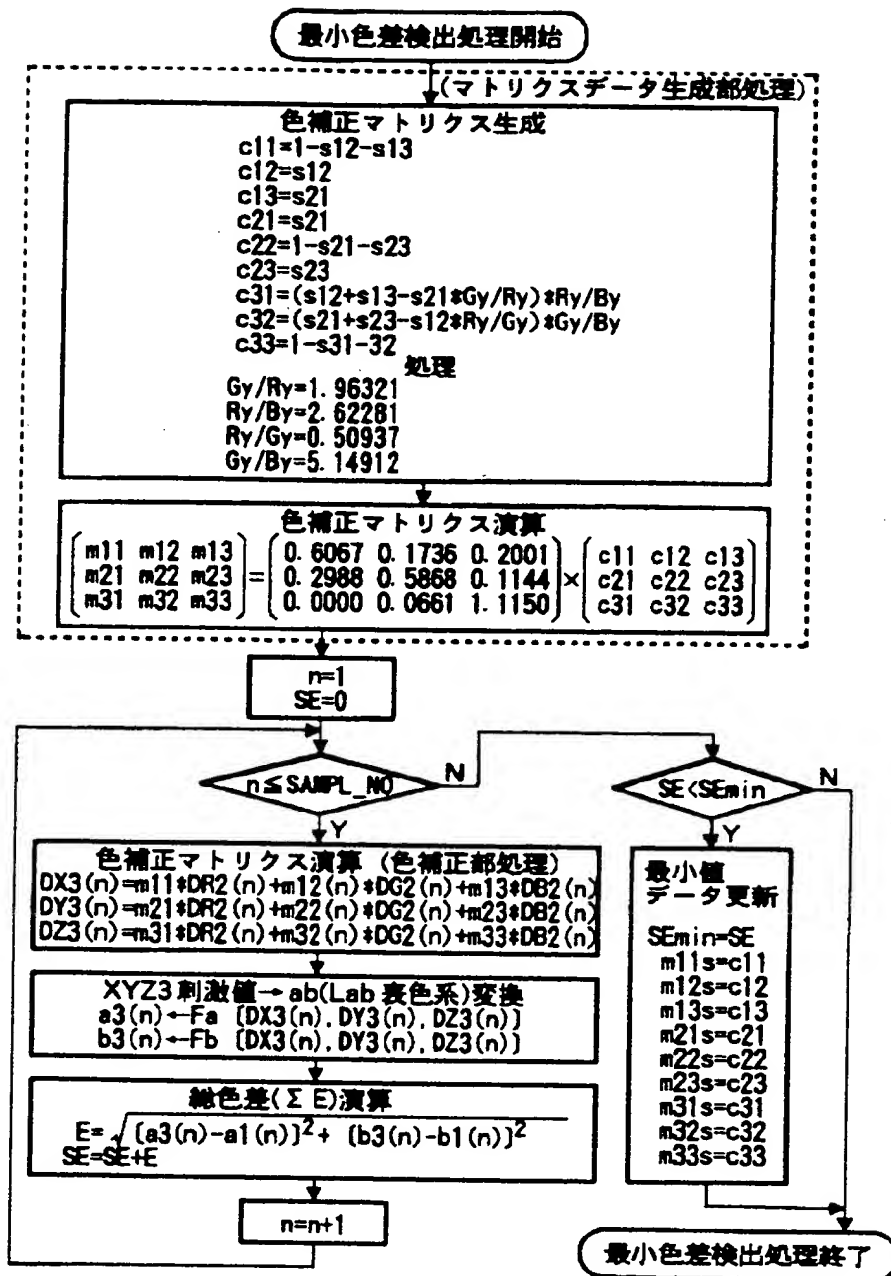 最小色差検出処理開始
(マトリクスデータ生成部処理)
色補正マトリクス生成
c11=1-s12-s13
c12=s12
c13=s21
c21=s21
c22=1-s21-s23
c23=s23
c31=(s12+s13-s21*Gy/Ry)*Ry/By
c32=(s21+s23-s12*Ry/Gy)*Gy/By
c33=1-s31-32
処理
Gy/Ry=1.96321
Ry/By=2.62281
Ry/Gy=0.50937
Gy/By=5.14912
色補正マトリクス演算
m11 m12 m13 0.6067 0.1736 0.2001 c11 c12 c13
m21 m22 m23 = 0.2988 0.5868 0.1144 × c21 c22 c23
m31 m32 m33 0.0000 0.0661 1.1150 c31 c32 c33
n=1
SE=0
n≦SAMPL_NO
N
Y
色補正マトリクス演算 (色補正部処理)
DX3(n)=m11*DR2(n)+m12(n)*DG2(n)+m13*DB2(n)
DY3(n)=m21*DR2(n)+m22(n)*DG2(n)+m23*DB2(n)
DZ3(n)=m31*DR2(n)+m32(n)*DG2(n)+m33*DB2(n)
XYZ3刺激値→ab(Lab表色系)変換
a3(n)←Fa [DX3(n),DY3(n),DZ3(n)]
b3(n)←Fb [DX3(n),DY3(n),DZ3(n)]
総色差(ΣE)演算
E=√[a3(n)-a1(n)]²+ [b3(n)-b1(n)]²
SE=SE+E
n=n+1
SE<SEmin
N
Y
最小値
データ更新
SEmin=SE
m11s=c11
m12s=c12
m13s=c13
m21s=c21
m22s=c22
m23s=c23
m31s=c31
m32s=c32
m33s=c33
最小色差検出処理終了